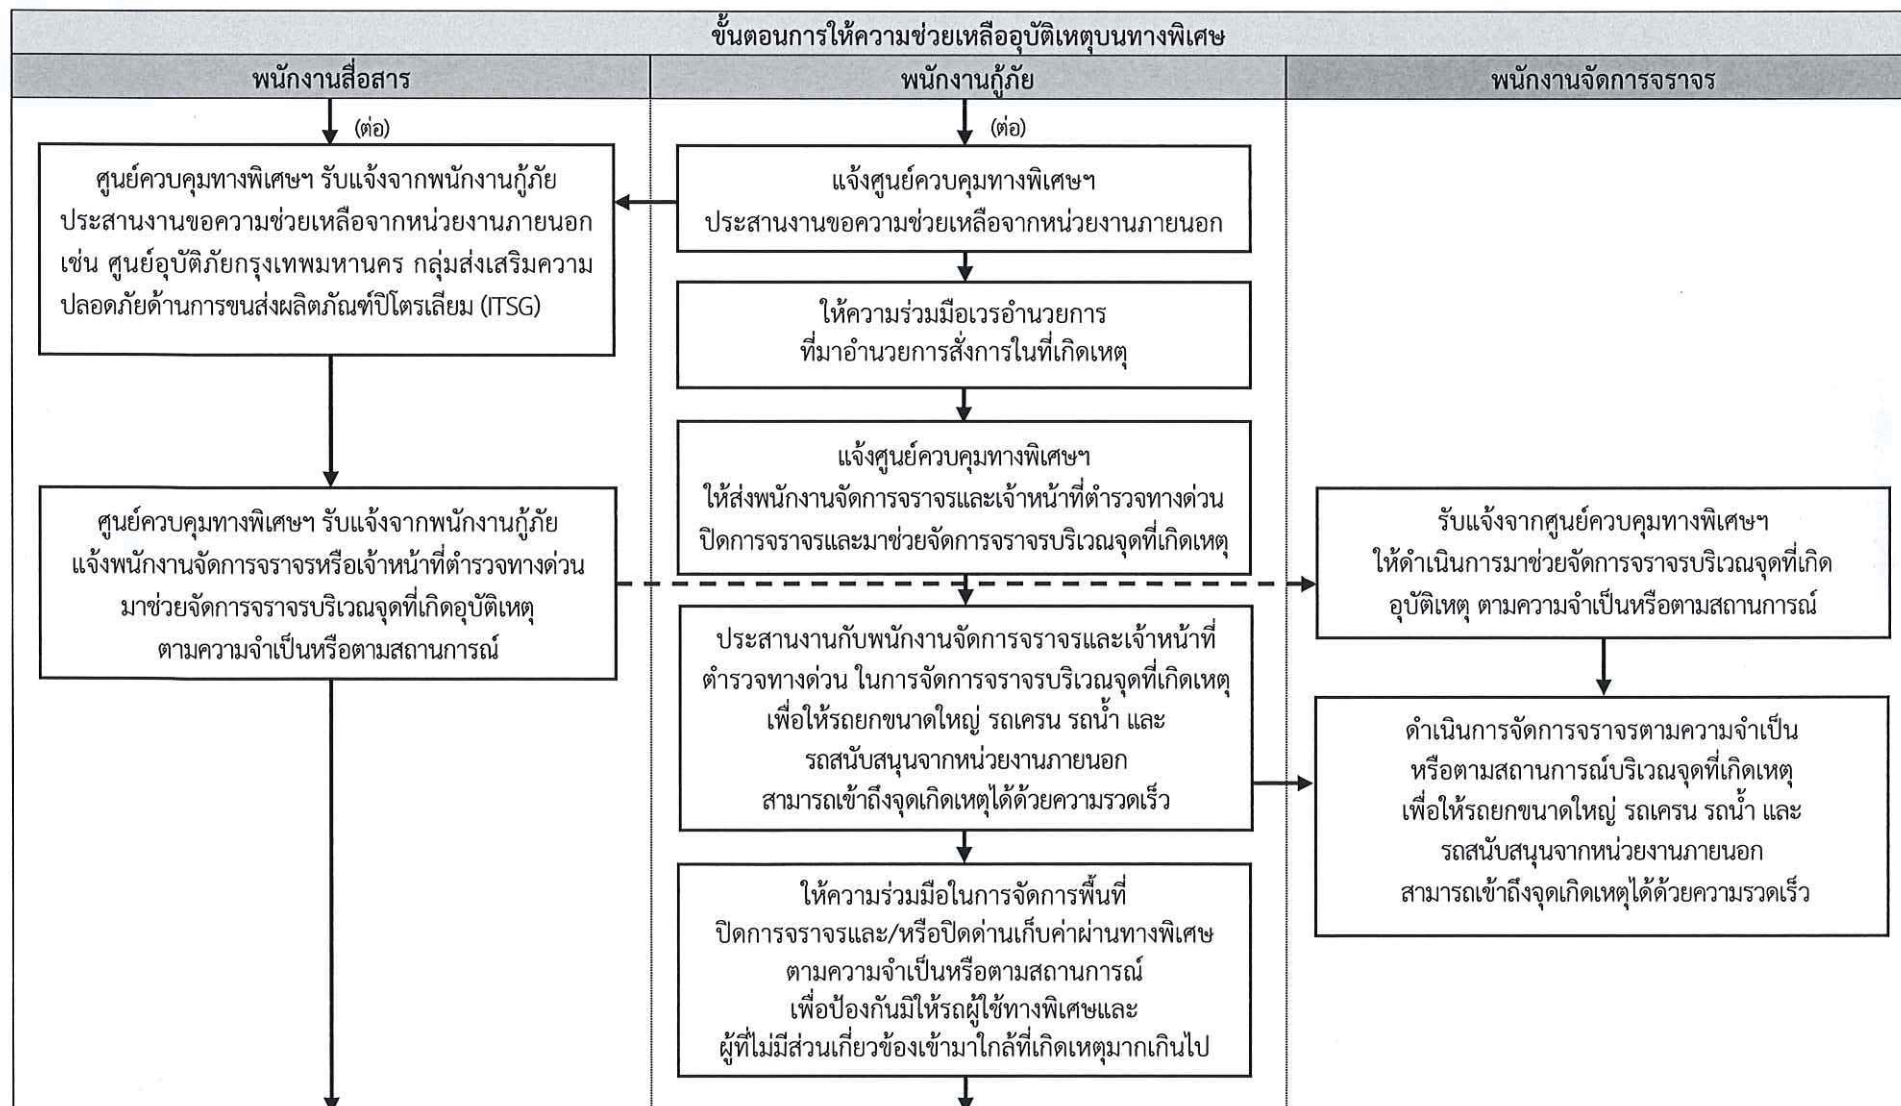 ขั้นตอนการให้ความช่วยเหลืออุบัติเหตุบนทางพิเศษ
พนักงานสื่อสาร
พนักงานกู้ภัย
พนักงานจัดการจราจร
(ต่อ)
ศูนย์ควบคุมทางพิเศษฯ รับแจ้งจากพนักงานกู้ภัย
ประสานงานขอความช่วยเหลือจากหน่วยงานภายนอก
เช่น ศูนย์อุบัติภัยกรุงเทพมหานคร กลุ่มส่งเสริมความ
ปลอดภัยด้านการขนส่งผลิตภัณฑ์ปิโตรเลียม (ITSG)
ศูนย์ควบคุมทางพิเศษฯ รับแจ้งจากพนักงานกู้ภัย
แจ้งพนักงานจัดการจราจรหรือเจ้าหน้าที่ตำรวจทางด่วน
มาช่วยจัดการจราจรบริเวณจุดที่เกิดอุบัติเหตุ
ตามความจำเป็นหรือตามสถานการณ์
(ต่อ)
แจ้งศูนย์ควบคุมทางพิเศษฯ
ประสานงานขอความช่วยเหลือจากหน่วยงานภายนอก
ให้ความร่วมมือเวรอำนวยการ
ที่มาอำนวยการสั่งการในที่เกิดเหตุ
แจ้งศูนย์ควบคุมทางพิเศษฯ
ให้ส่งพนักงานจัดการจราจรและเจ้าหน้าที่ตำรวจทางด่วน
ปิดการจราจรและมาช่วยจัดการจราจรบริเวณจุดที่เกิดเหตุ
ประสานงานกับพนักงานจัดการจราจรและเจ้าหน้าที่
ตำรวจทางด่วน ในการจัดการจราจรบริเวณจุดที่เกิดเหตุ
เพื่อให้รถยกขนาดใหญ่ รถเครน รถน้ำ และ
รถสนับสนุนจากหน่วยงานภายนอก
สามารถเข้าถึงจุดเกิดเหตุได้ด้วยความรวดเร็ว
ให้ความร่วมมือในการจัดการพื้นที่
ปิดการจราจรและ/หรือปิดด่านเก็บค่าผ่านทางพิเศษ
ตามความจำเป็นหรือตามสถานการณ์
เพื่อป้องกันมิให้รถผู้ใช้ทางพิเศษและ
ผู้ที่ไม่มีส่วนเกี่ยวข้องเข้ามาใกล้ที่เกิดเหตุมากเกินไป
รับแจ้งจากศูนย์ควบคุมทางพิเศษฯ
ให้ดำเนินการมาช่วยจัดการจราจรบริเวณจุดที่เกิด
อุบัติเหตุ ตามความจำเป็นหรือตามสถานการณ์
ดำเนินการจัดการจราจรตามความจำเป็น
หรือตามสถานการณ์บริเวณจุดที่เกิดเหตุ
เพื่อให้รถยกขนาดใหญ่ รถเครน รถน้ำ และ
รถสนับสนุนจากหน่วยงานภายนอก
สามารถเข้าถึงจุดเกิดเหตุได้ด้วยความรวดเร็ว